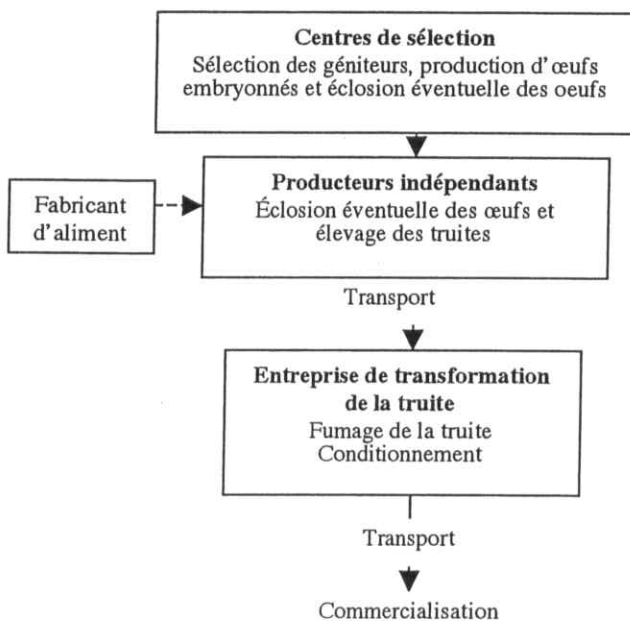 Centres de sélection
Sélection des géniteurs, production d’œufs
embryonnés et éclosion éventuelle des oeufs
Producteurs indépendants
Éclosion éventuelle des œufs et
élevage des truites
Fabricant
d’aliment
Transport
Entreprise de transformation
de la truite
Fumage de la truite
Conditionnement
Transport
Commercialisation